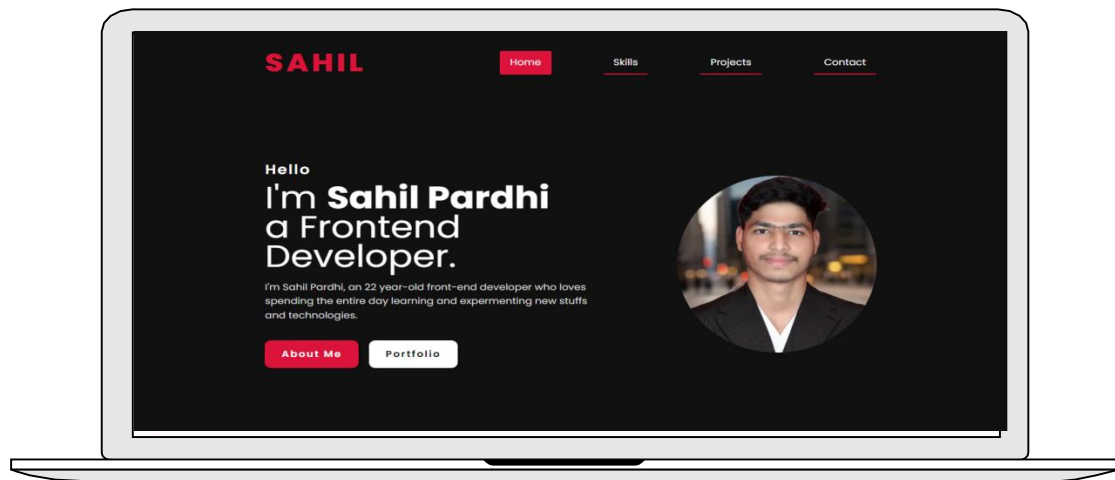 SAHIL
Home Skills Projects Contact
Hello
I'm Sahil Pardhi
a Frontend
Developer.
I'm Sahil Pardhi, an 22 year-old front-end developer who loves
spending the entire day learning and expermenting new stuffs
and technologies.
About Me Portfolio